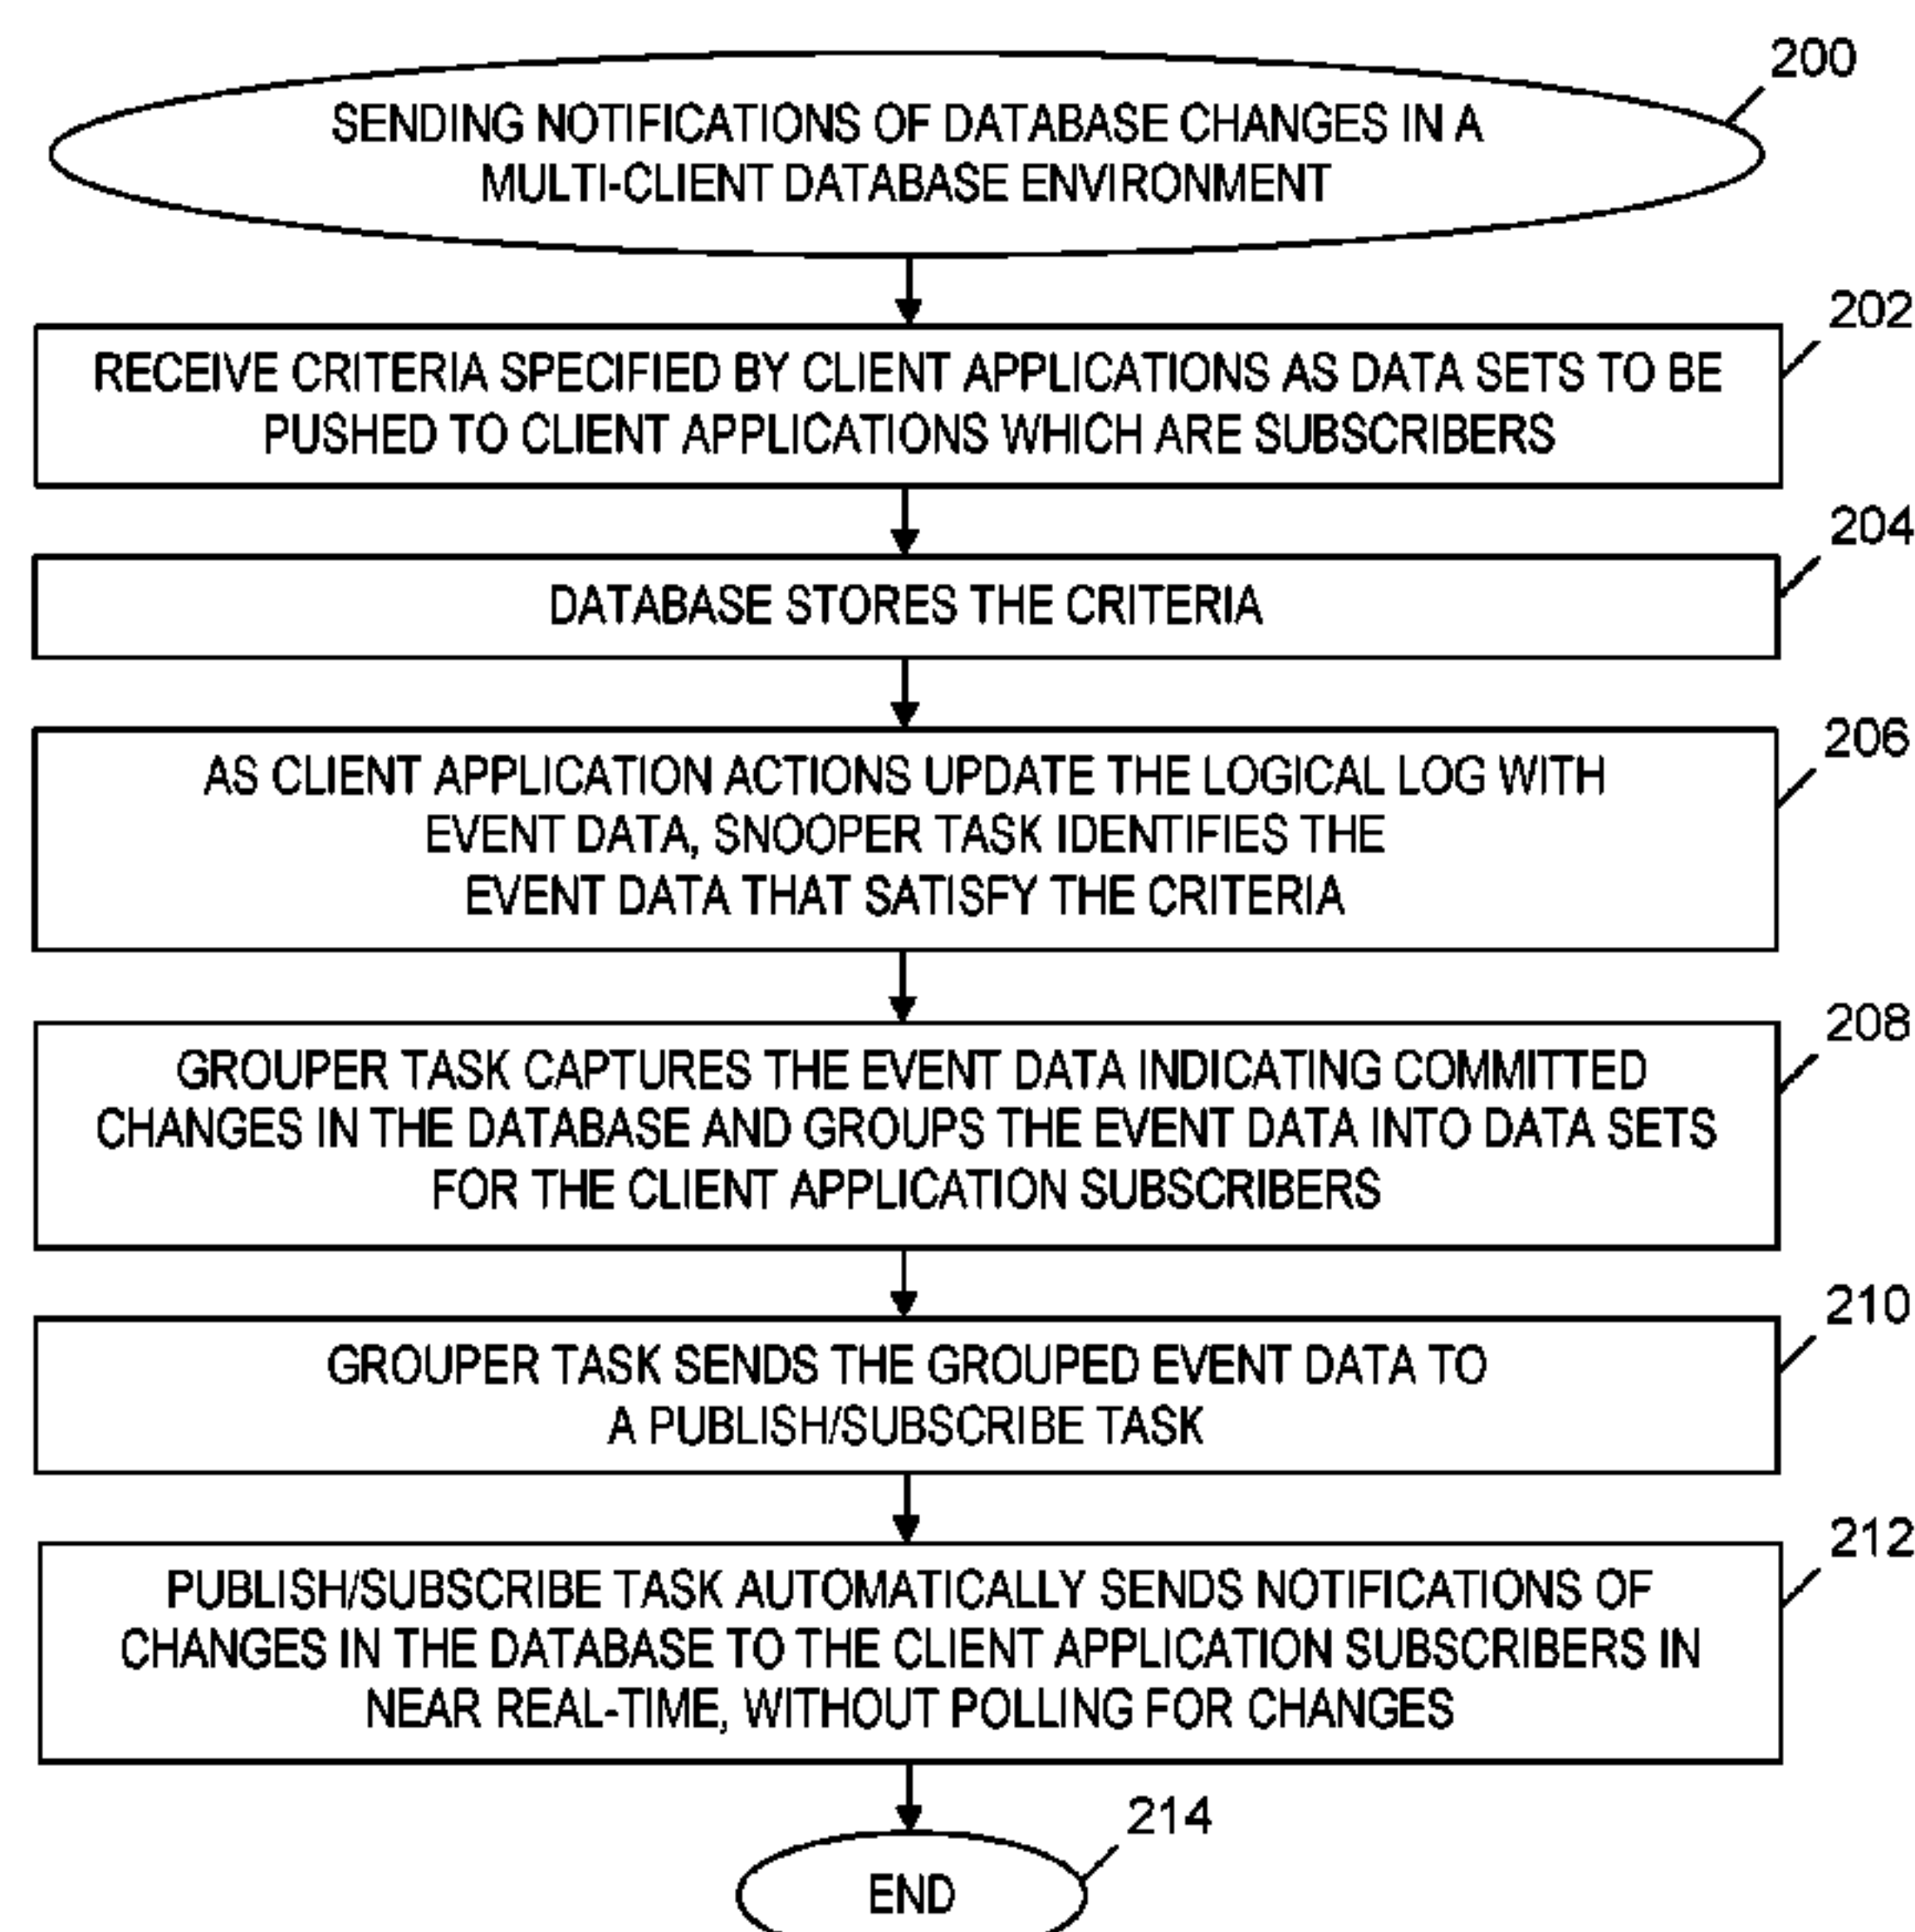 200
SENDING NOTIFICATIONS OF DATABASE CHANGES IN A
MULTI-CLIENT DATABASE ENVIRONMENT
202
RECEIVE CRITERIA SPECIFIED BY CLIENT APPLICATIONS AS DATA SETS TO BE
PUSHED TO CLIENT APPLICATIONS WHICH ARE SUBSCRIBERS
204
DATABASE STORES THE CRITERIA
206
AS CLIENT APPLICATION ACTIONS UPDATE THE LOGICAL LOG WITH
EVENT DATA, SNOOPER TASK IDENTIFIES THE
EVENT DATA THAT SATISFY THE CRITERIA
208
GROUPER TASK CAPTURES THE EVENT DATA INDICATING COMMITTED
CHANGES IN THE DATABASE AND GROUPS THE EVENT DATA INTO DATA SETS
FOR THE CLIENT APPLICATION SUBSCRIBERS
210
GROUPER TASK SENDS THE GROUPED EVENT DATA TO
A PUBLISH/SUBSCRIBE TASK
212
PUBLISH/SUBSCRIBE TASK AUTOMATICALLY SENDS NOTIFICATIONS OF
CHANGES IN THE DATABASE TO THE CLIENT APPLICATION SUBSCRIBERS IN
NEAR REAL-TIME, WITHOUT POLLING FOR CHANGES
214
END